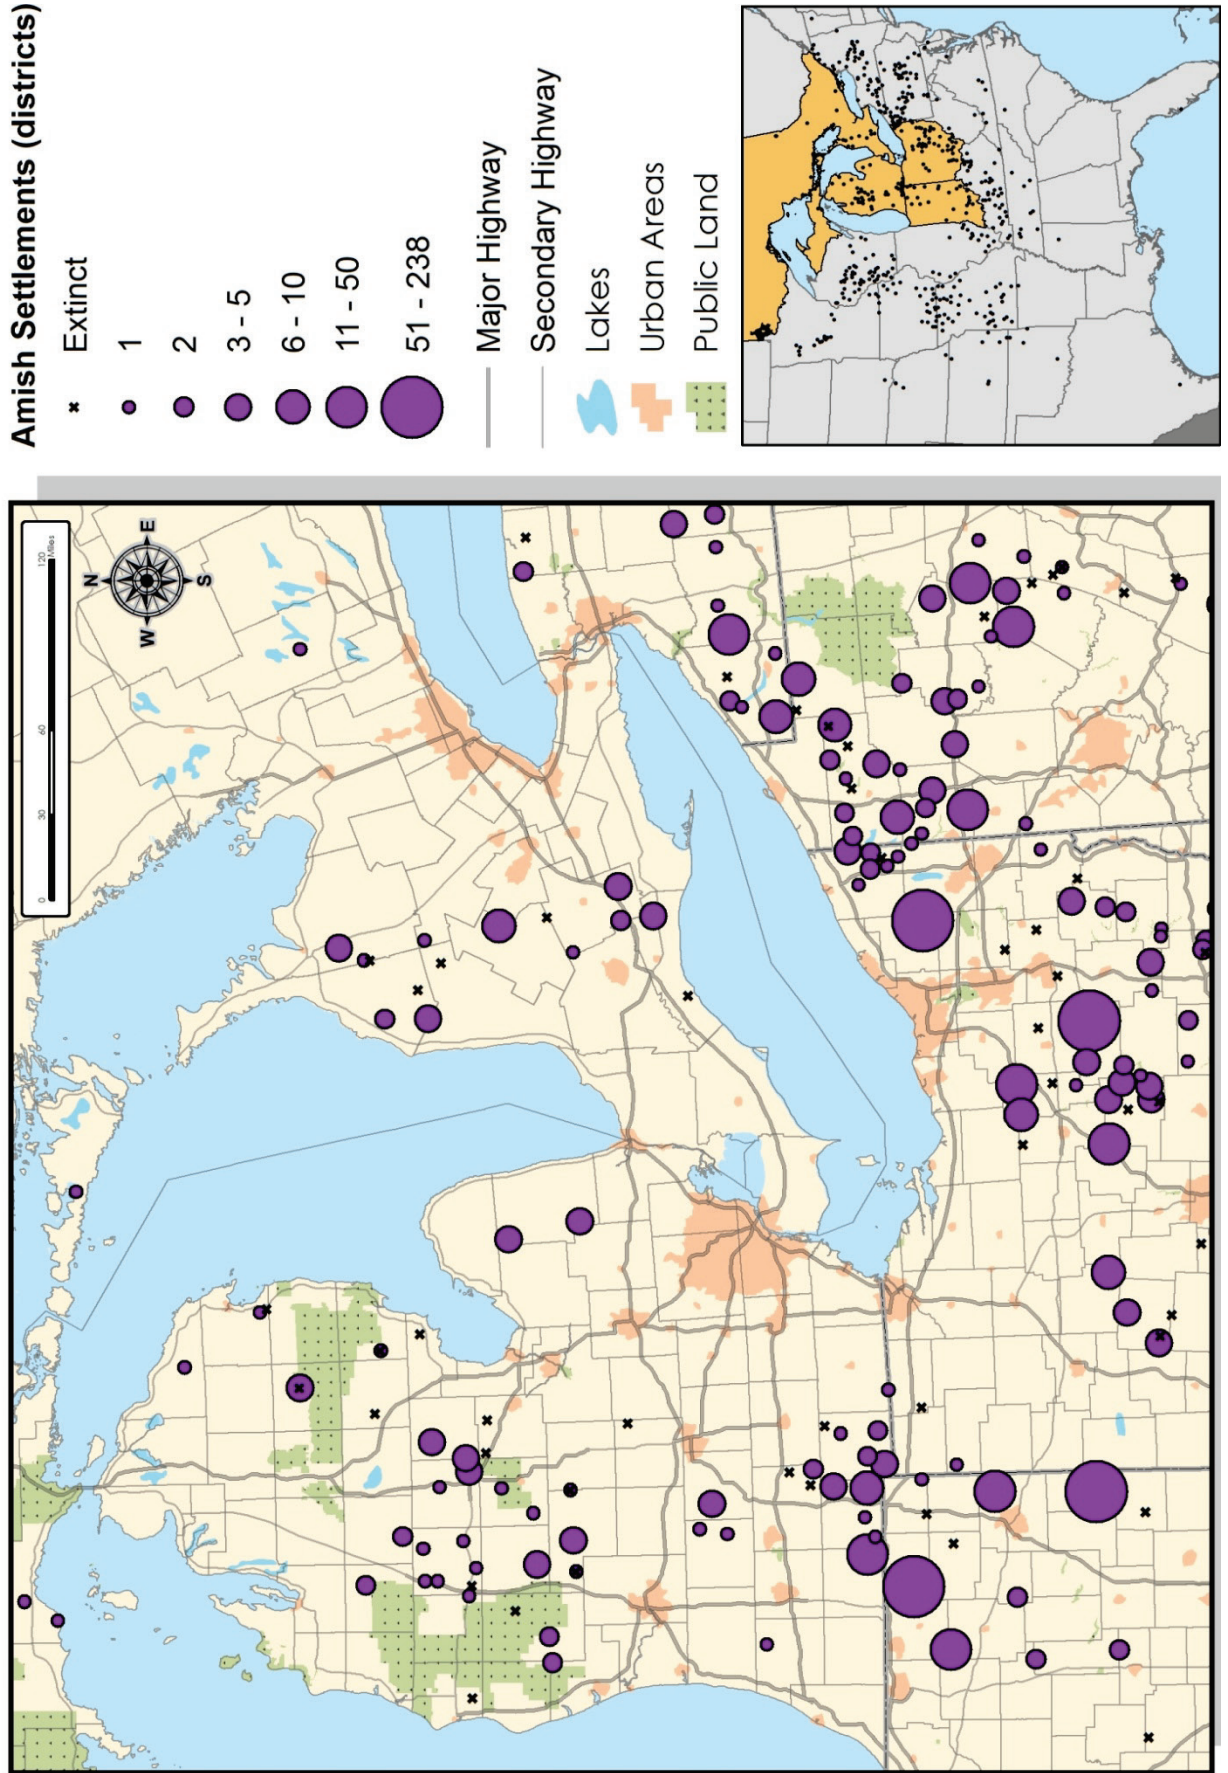 Amish Settlements (districts)
Extinct
1
2
3 - 5
6 - 10
11 - 50
51 - 238
Major Highway
Secondary Highway
Lakes
Urban Areas
Public Land
0
30
60
120
Miles
N
W
E
S